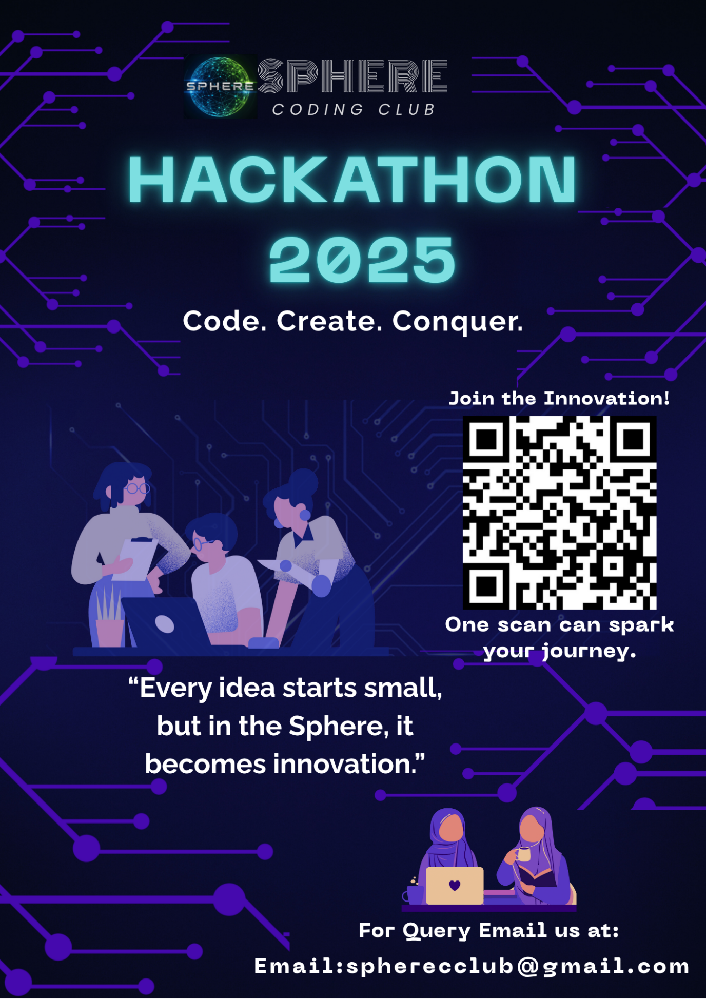 SPHERE
SPHERE
CODING CLUB
HACKATHON
2025
Code. Create. Conquer.
Join the Innovation!
One scan can spark
your journey.
“Every idea starts small,
but in the Sphere, it
becomes innovation.”
For Query Email us at:
Email:spherecclub@gmail.com